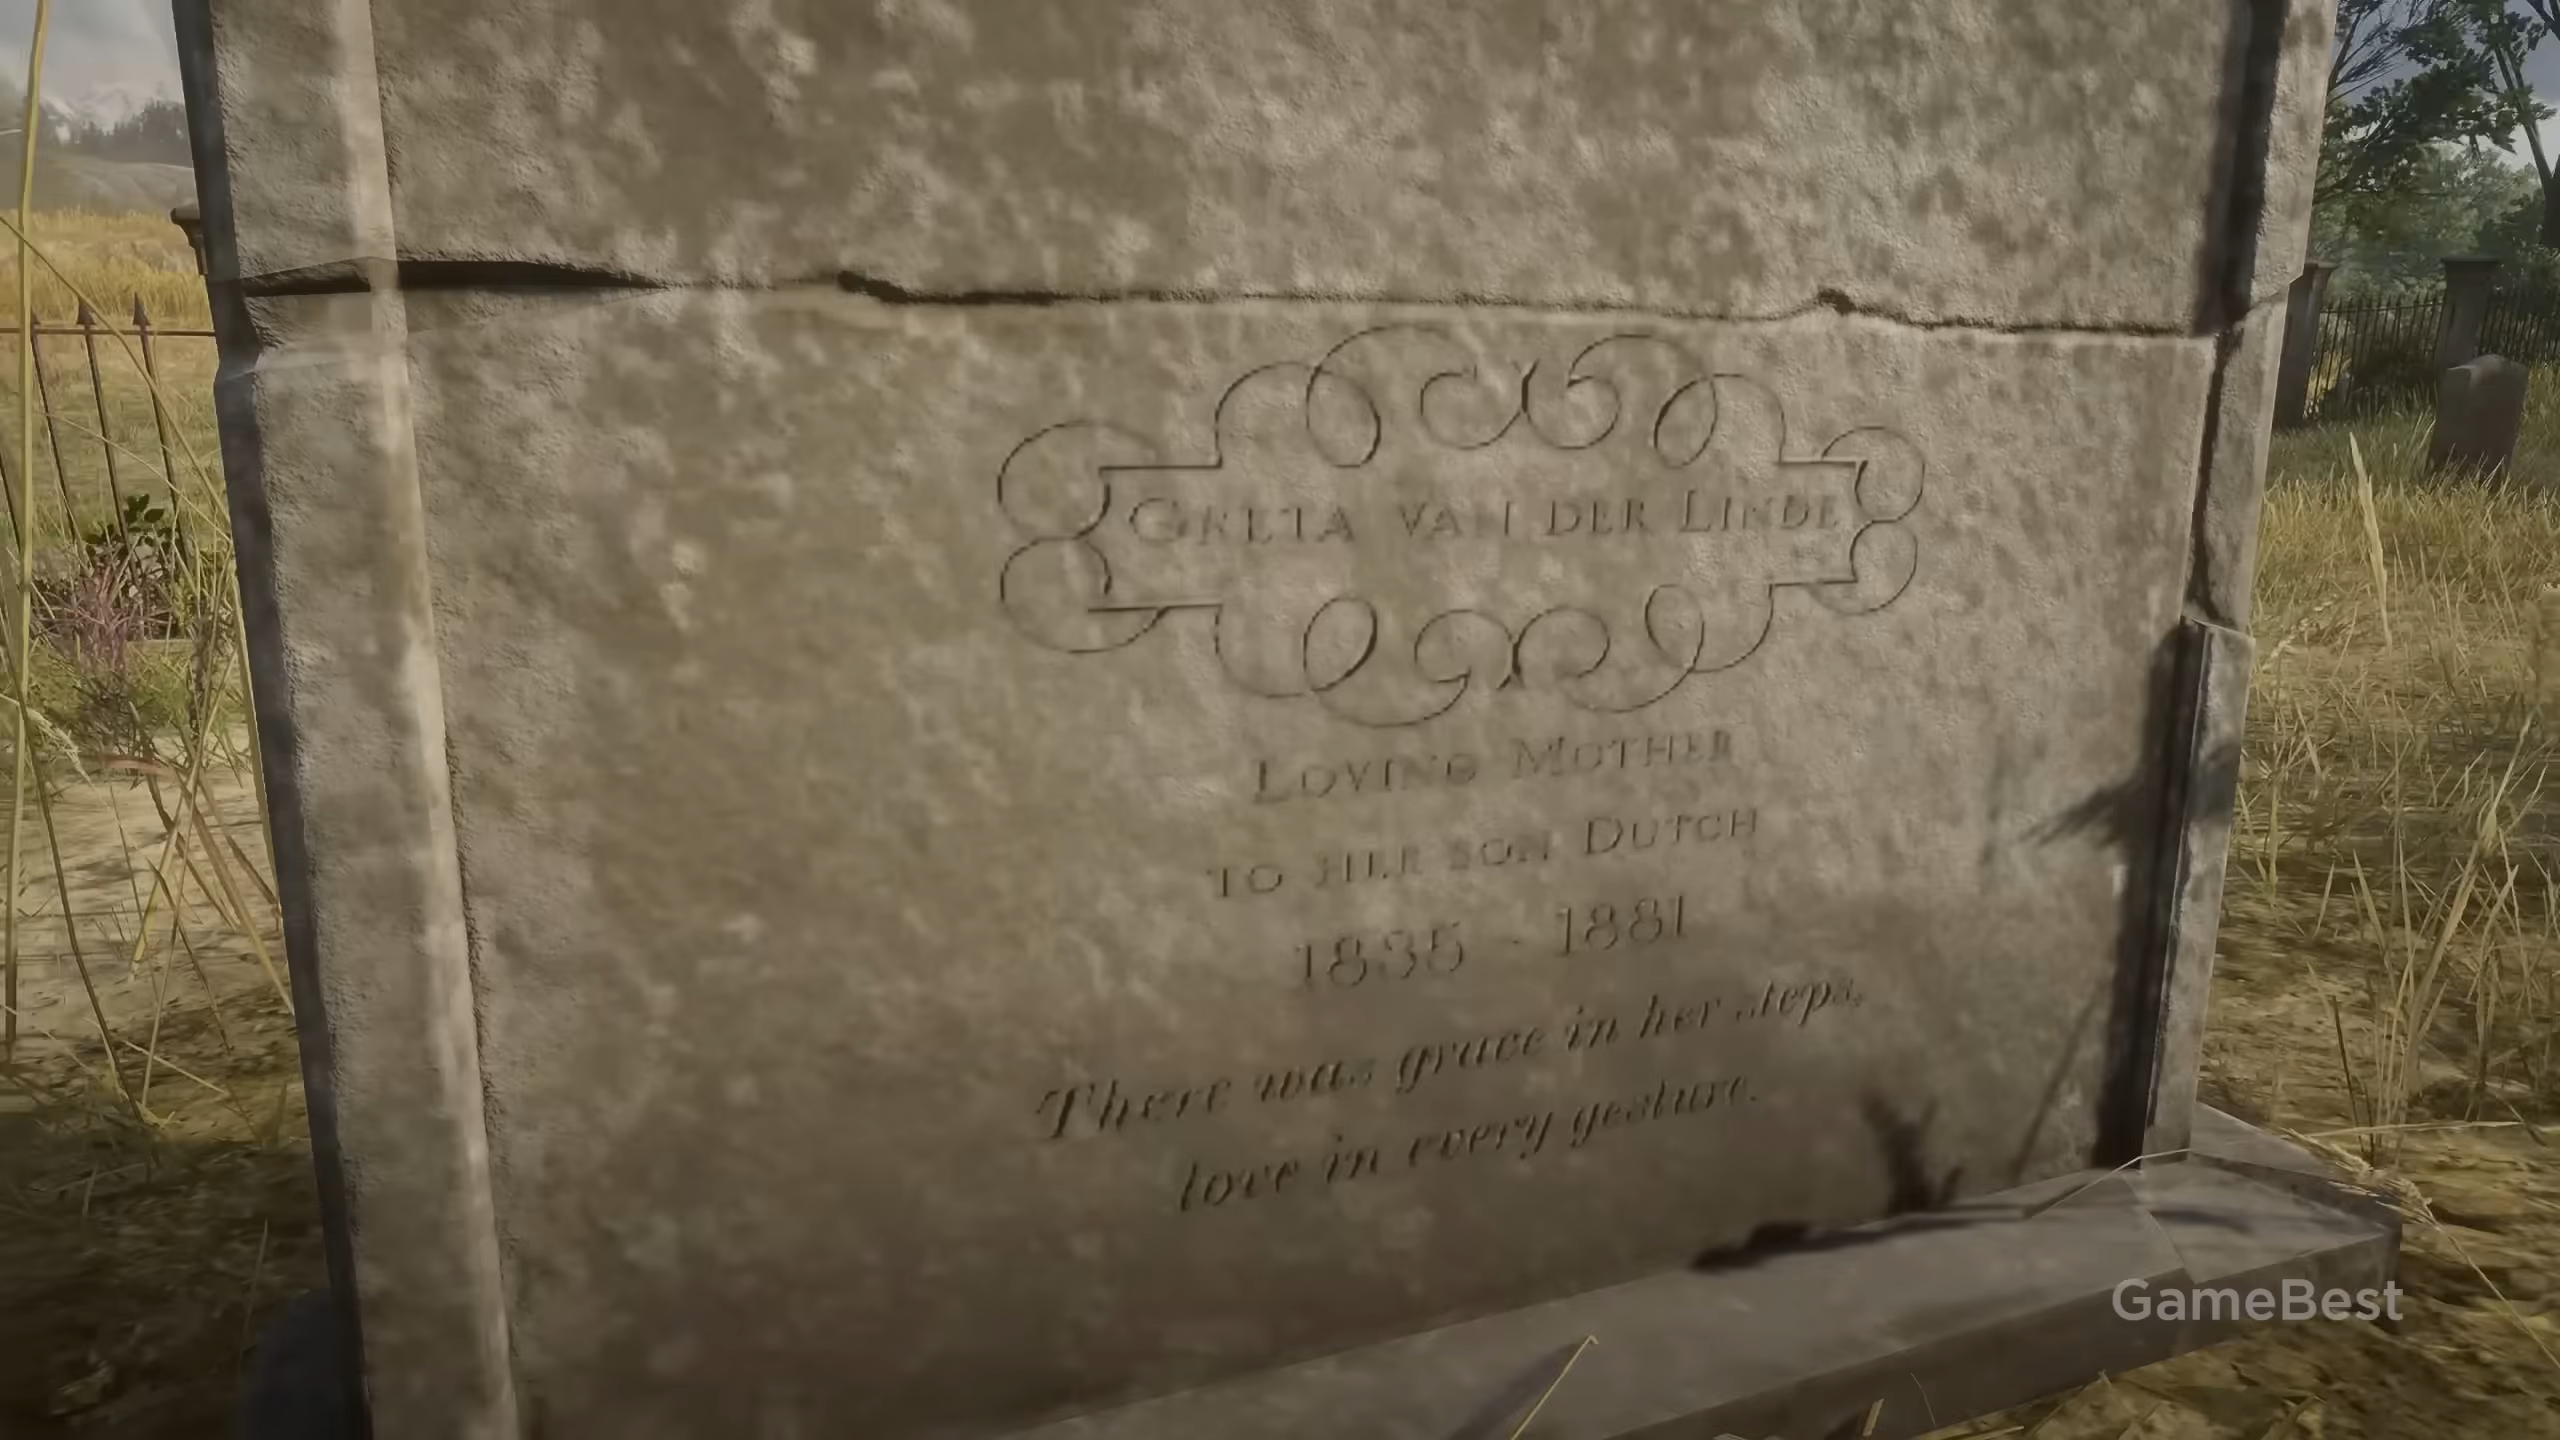 Greta van der Linde
Loving Mother
to her son Dutch
1835 - 1881
There was grace in her steps,
love in every gesture.
GameBest